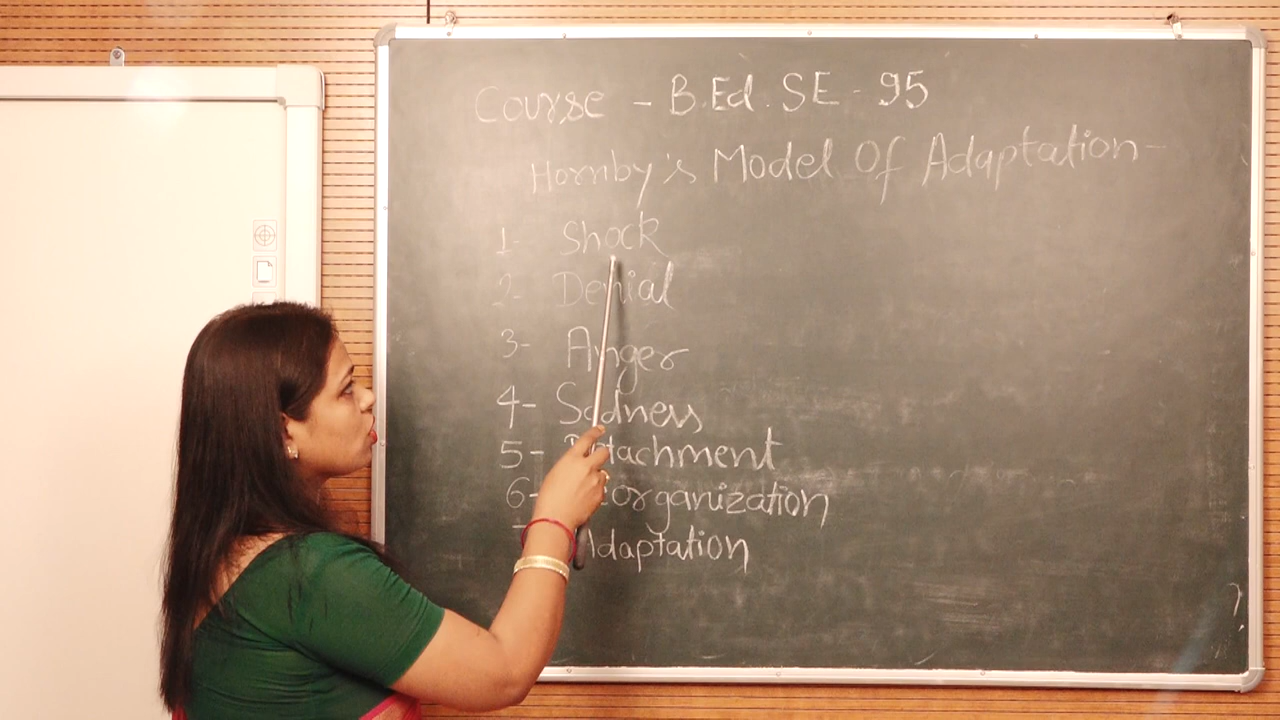 Course - B.Ed. SE - 95
Hornby's Model Of Adaptation-
1- Shock
2- Denial
3- Anger
4- Sadness
5- Detachment
6- Reorganization
Adaptation